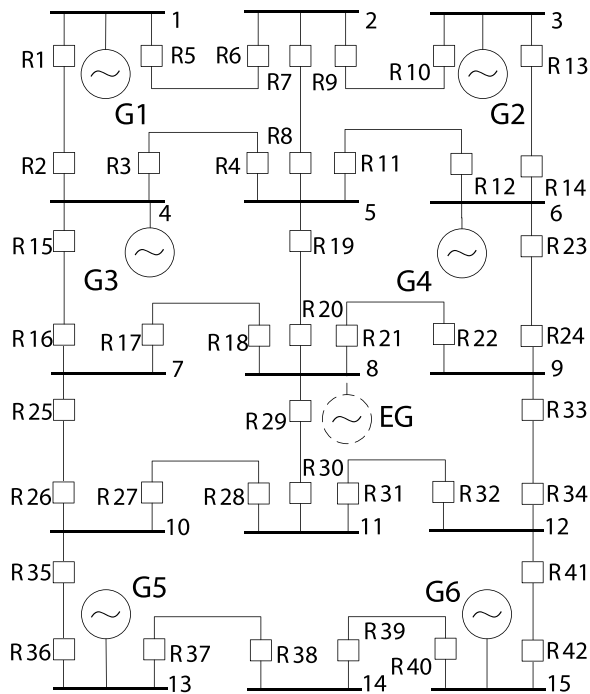 1 2 3
R1 R5 R6 R7 R9 R10 R13
G1 G2
R8
R2 R3 R4 R11 R12 R14
4 5 6
R15 R19 R23
G3 G4
R20
R16 R17 R18 R21 R22 R24
7 8 9
R25 R29 EG R33
R30
R26 R27 R28 R31 R32 R34
10 11 12
R35 R41
G5 G6
R39
R36 R37 R38 R40 R42
13 14 15